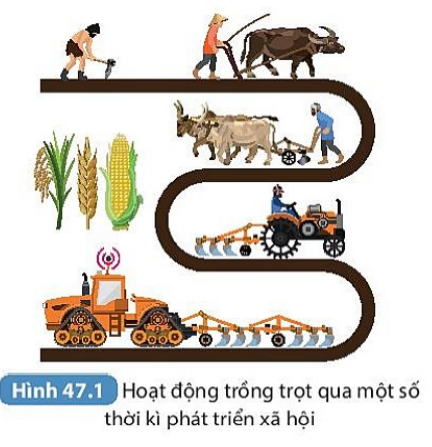 Hình 47.1 Hoạt động trồng trọt qua một số
thời kì phát triển xã hội